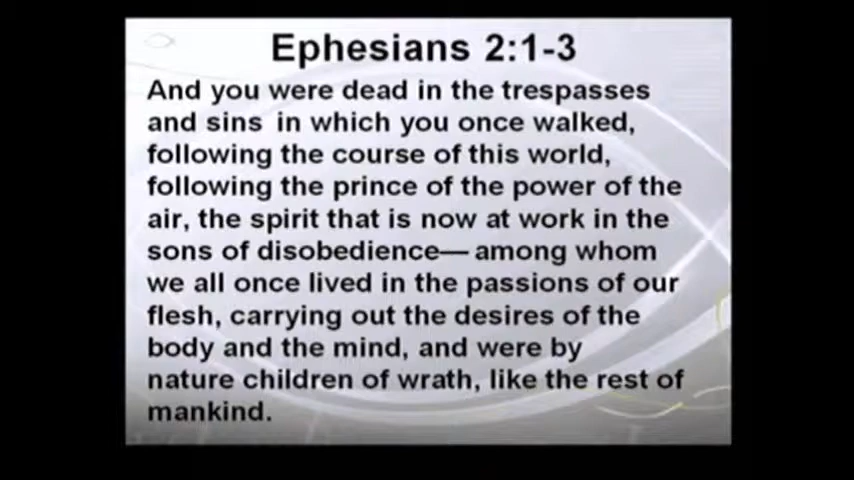 Ephesians 2:1-3
And you were dead in the trespasses
and sins in which you once walked,
following the course of this world,
following the prince of the power of the
air, the spirit that is now at work in the
sons of disobedience— among whom
we all once lived in the passions of our
flesh, carrying out the desires of the
body and the mind, and were by
nature children of wrath, like the rest of
mankind.